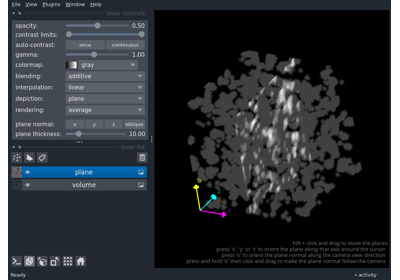 File View Plugins Window Help
layer controls
opacity: 0.50
contrast limits:
auto-contrast: once continuous
gamma: 1.00
colormap: gray
blending: additive
interpolation: linear
depiction: plane
rendering: average
plane normal: x y z oblique
plane thickness: 10.00
layer list
plane
volume
shift + click and drag to move the planes
press 'x', 'y' or 'z' to orient the plane along that axis around the cursor
press 'o' to orient the plane normal along the camera view direction
press and hold 'o' then click and drag to make the plane normal follow the camera
Ready
activity